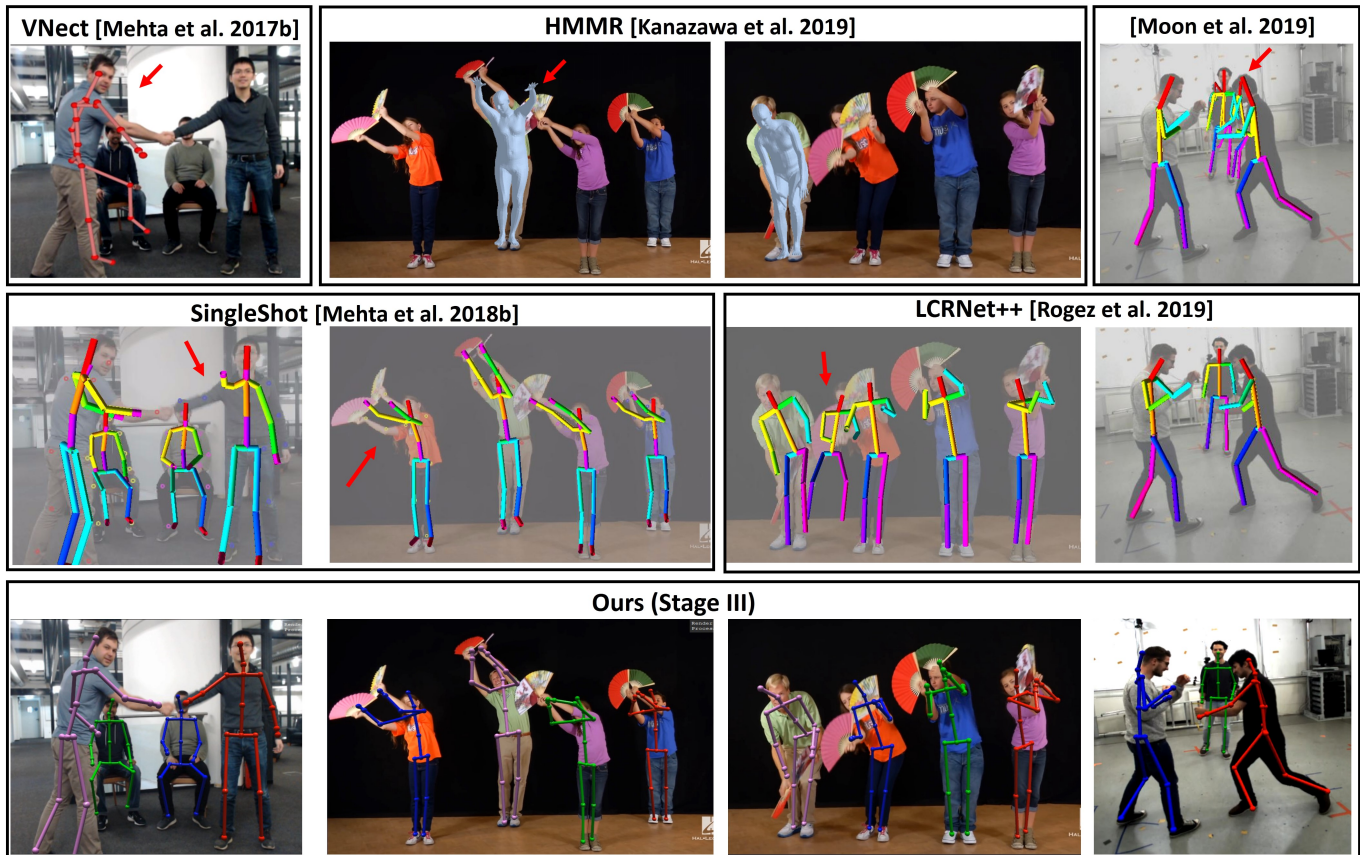 VNect [Mehta et al. 2017b]
HMMR [Kanazawa et al. 2019]
[Moon et al. 2019]
SingleShot [Mehta et al. 2018b]
LCRNet++ [Rogez et al. 2019]
Ours (Stage III)